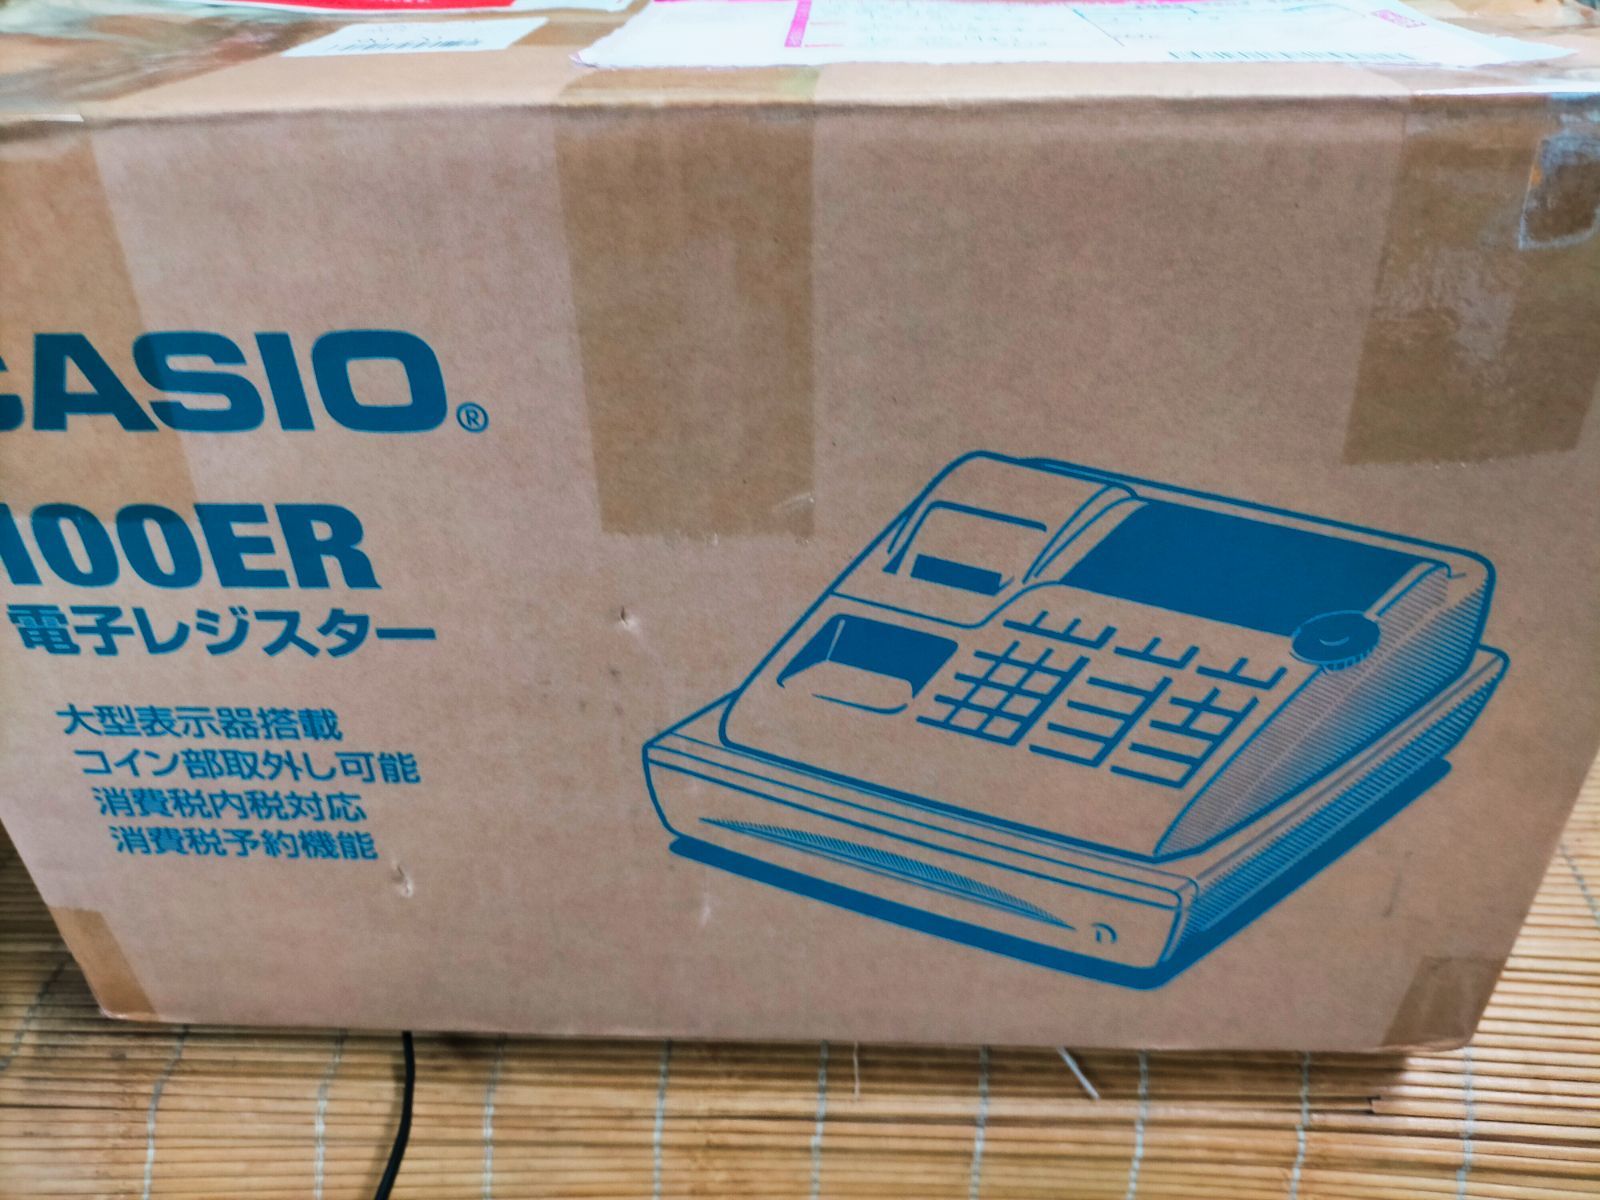 CASIO®
100ER
電子レジスター
大型表示器搭載
コイン部取外し可能
消費税内税対応
消費税予約機能